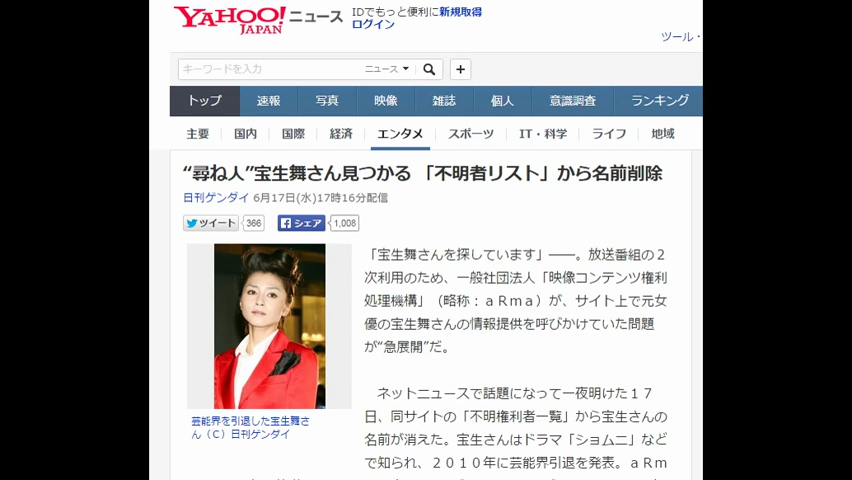 YAHOO! JAPAN ニュース
IDでもっと便利に新規取得
ログイン
ツール・
キーワードを入力 ニュース
トップ 速報 写真 映像 雑誌 個人 意識調査 ランキング
主要 国内 国際 経済 エンタメ スポーツ IT・科学 ライフ 地域
“尋ね人”宝生舞さん見つかる 「不明者リスト」から名前削除
日刊ゲンダイ 6月17日(水)17時16分配信
ツイート 366 シェア 1,008
「宝生舞さんを探しています」――。放送番組の２
次利用のため、一般社団法人「映像コンテンツ権利
処理機構」（略称：ａＲｍａ）が、サイト上で元女
優の宝生舞さんの情報提供を呼びかけていた問題
が“急展開”だ。
ネットニュースで話題になって一夜明けた１７
日、同サイトの「不明権利者一覧」から宝生さんの
名前が消えた。宝生さんはドラマ「ショムニ」など
で知られ、２０１０年に芸能界引退を発表。ａＲｍ
芸能界を引退した宝生舞さ
ん（Ｃ）日刊ゲンダイ